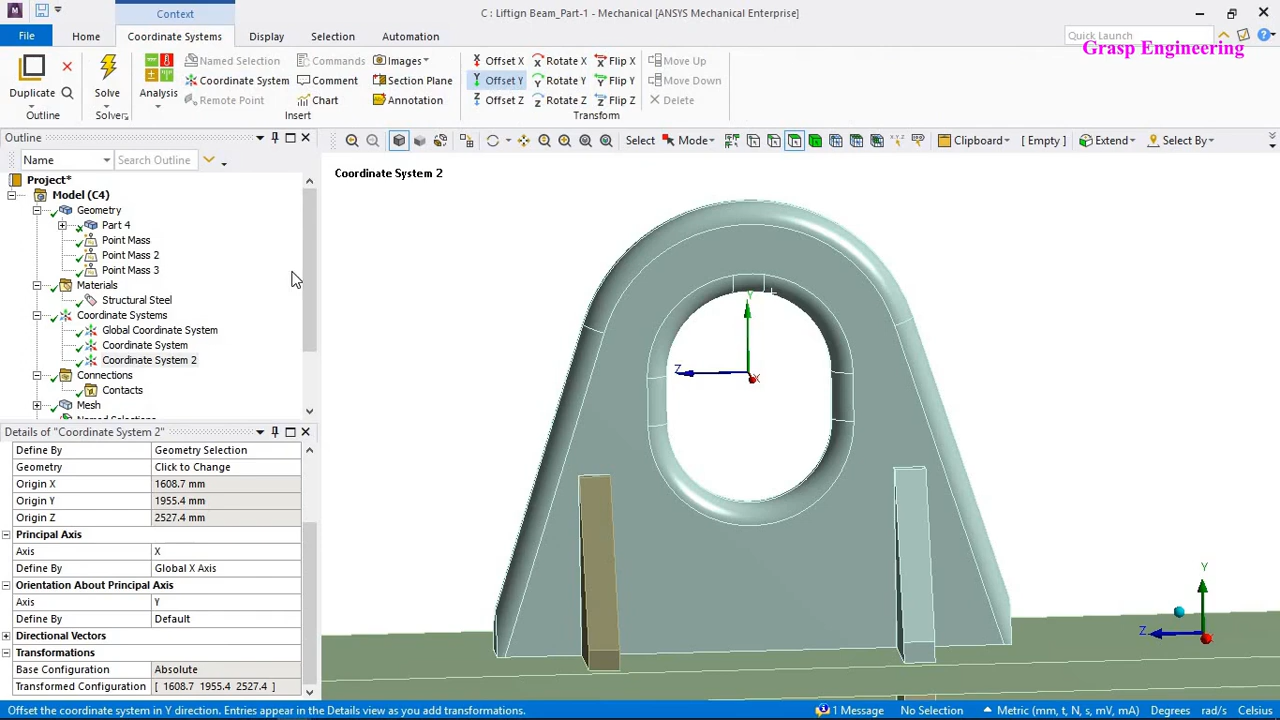 C : Liftign Beam_Part-1 - Mechanical [ANSYS Mechanical Enterprise]
Context
File Home Coordinate Systems Display Selection Automation Quick Launch
Grasp Engineering
Duplicate
Outline
Solve
Solver
Analysis
Named Selection
Coordinate System
Remote Point
Commands
Comment
Chart
Images
Section Plane
Annotation
Insert
Offset X Rotate X Flip X
Offset Y Rotate Y Flip Y
Offset Z Rotate Z Flip Z
Transform
Move Up
Move Down
Delete
Outline
Select Mode Clipboard [ Empty ] Extend Select By
Name Search Outline
Project*
Model (C4)
Geometry
Part 4
Point Mass
Point Mass 2
Point Mass 3
Materials
Structural Steel
Coordinate Systems
Global Coordinate System
Coordinate System
Coordinate System 2
Connections
Contacts
Mesh
Named Selections
Details of "Coordinate System 2"
Define By Geometry Selection
Geometry Click to Change
Origin X 1608.7 mm
Origin Y 1955.4 mm
Origin Z 2527.4 mm
Principal Axis
Axis X
Define By Global X Axis
Orientation About Principal Axis
Axis Y
Define By Default
Directional Vectors
Transformations
Base Configuration Absolute
Transformed Configuration [ 1608.7 1955.4 2527.4 ]
Coordinate System 2
Y
Z
X
Y
Z
X
Offset the coordinate system in Y direction. Entries appear in the Details view as you add transformations. 1 Message No Selection Metric (mm, t, N, s, mV, mA) Degrees rad/s Celsius